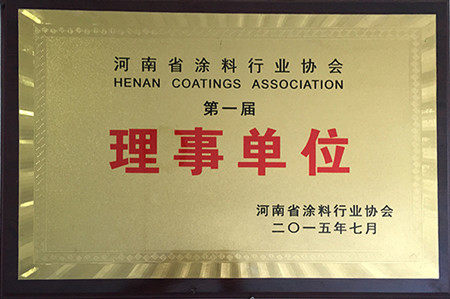 河南省涂料行业协会
HENAN COATINGS ASSOCIATION
第一届
理事单位
河南省涂料行业协会
二〇一五年七月